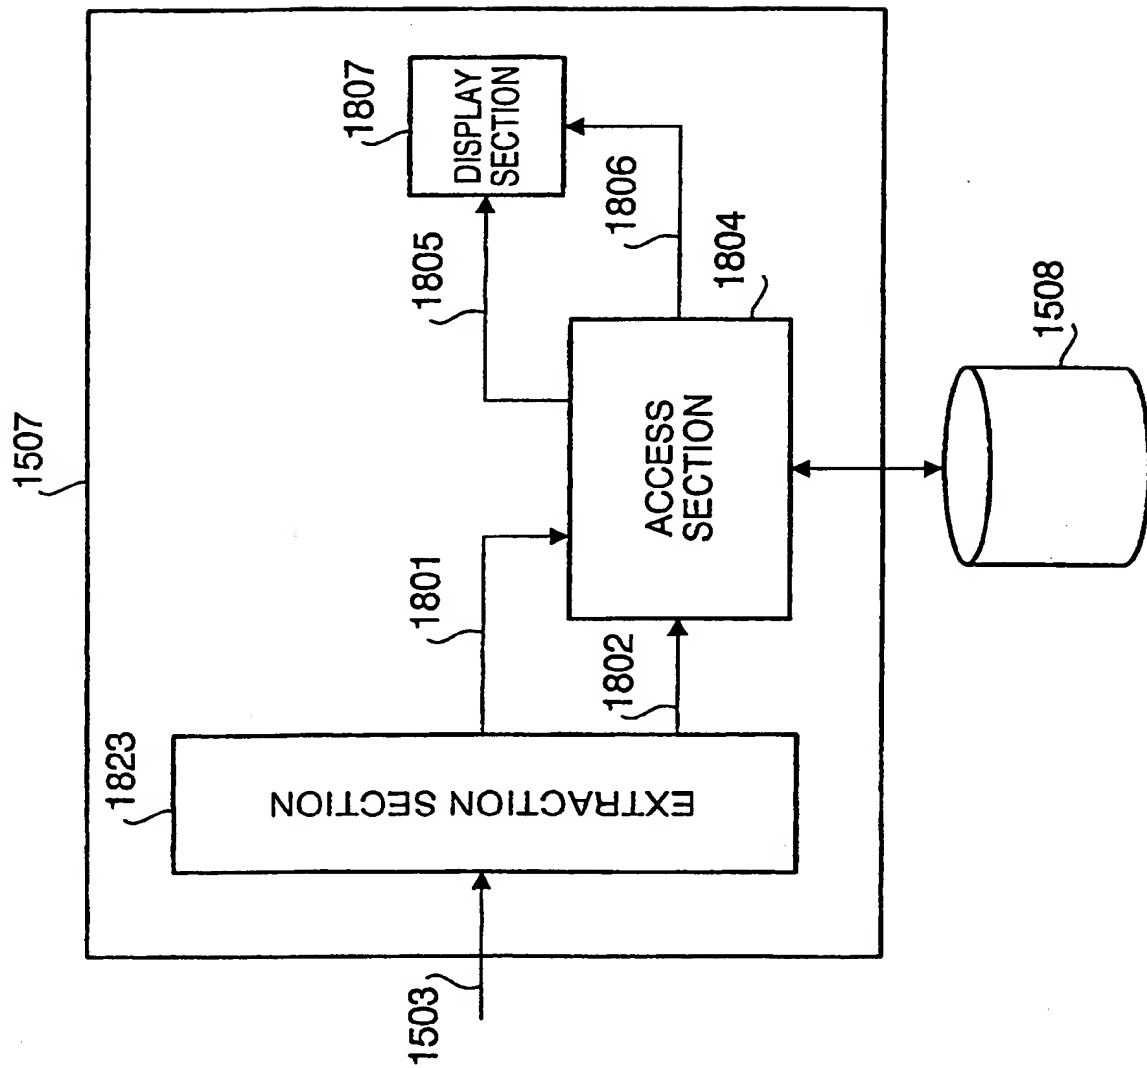 1507
1823
EXTRACTION SECTION
1503
1801
1802
ACCESS
SECTION
1804
1805
1806
DISPLAY
SECTION
1807
1508